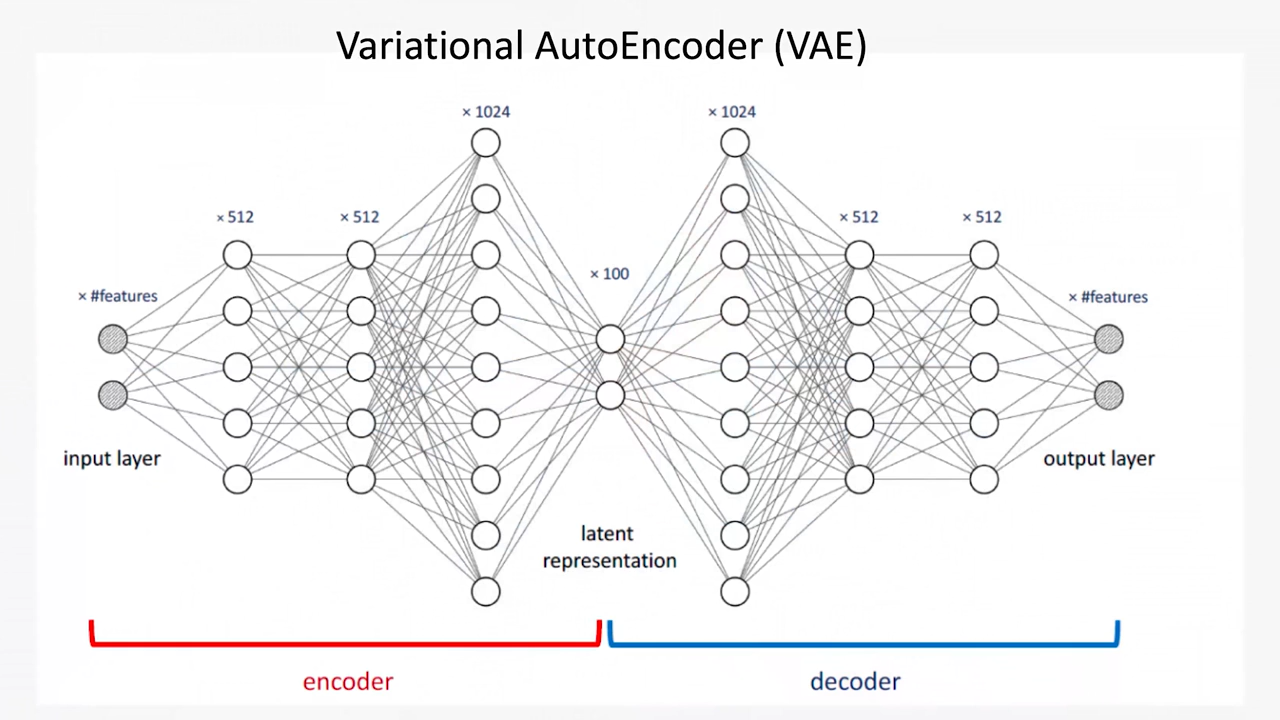 Variational AutoEncoder (VAE)
× 1024
× 1024
× 512
× 512
× 512
× 512
× 100
× #features
× #features
input layer
output layer
latent
representation
encoder
decoder